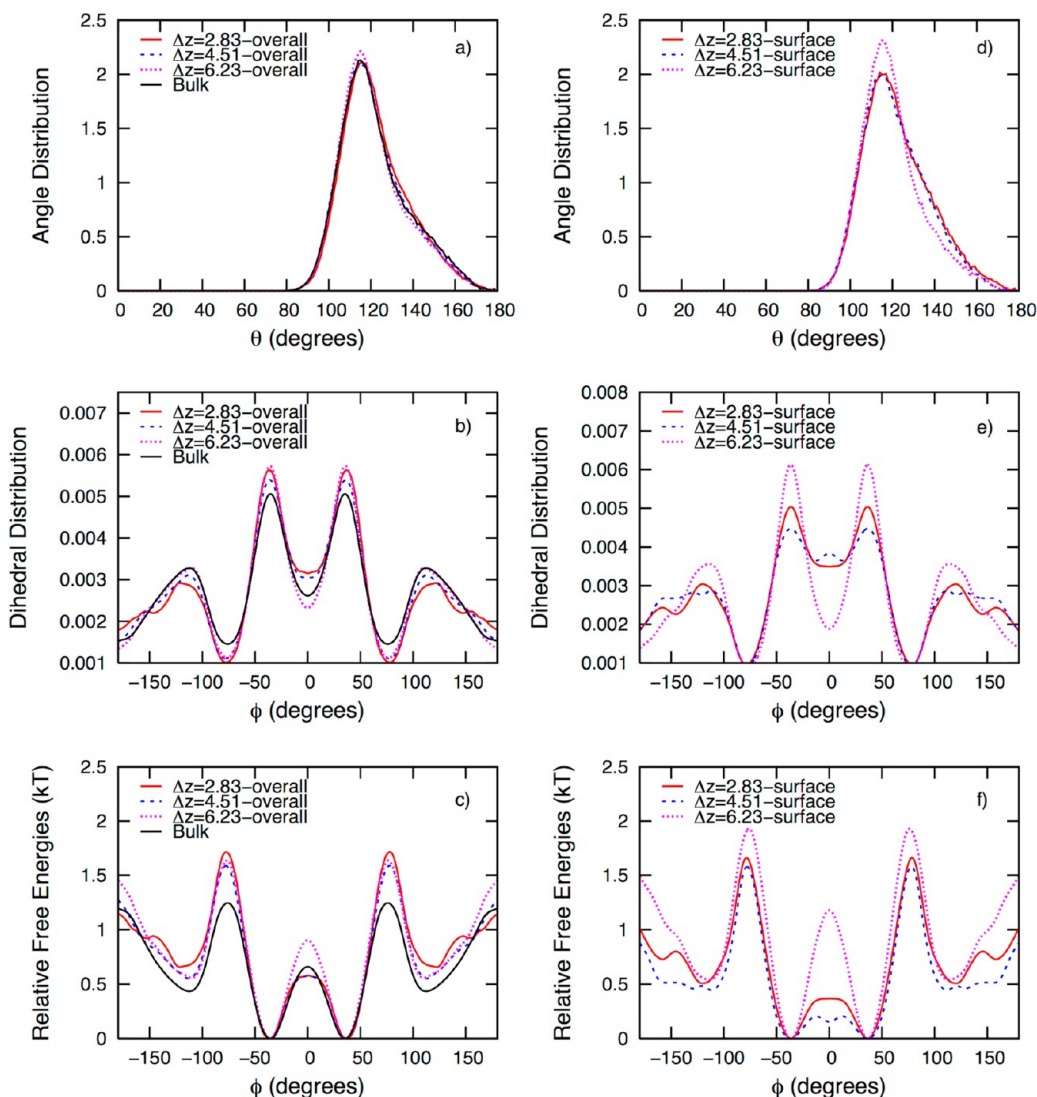 2.5
2
1.5
1
0.5
0
Angle Distribution
Δz=2.83-overall
Δz=4.51-overall
Δz=6.23-overall
Bulk
a)
0 20 40 60 80 100 120 140 160 180
θ (degrees)
2.5
2
1.5
1
0.5
0
Angle Distribution
Δz=2.83-surface
Δz=4.51-surface
Δz=6.23-surface
d)
0 20 40 60 80 100 120 140 160 180
θ (degrees)
0.007
0.006
0.005
0.004
0.003
0.002
0.001
Dihedral Distribution
Δz=2.83-overall
Δz=4.51-overall
Δz=6.23-overall
Bulk
b)
−150 −100 −50 0 50 100 150
ϕ (degrees)
0.008
0.007
0.006
0.005
0.004
0.003
0.002
0.001
Dihedral Distribution
Δz=2.83-surface
Δz=4.51-surface
Δz=6.23-surface
e)
−150 −100 −50 0 50 100 150
ϕ (degrees)
2.5
2
1.5
1
0.5
0
Relative Free Energies (kT)
Δz=2.83-overall
Δz=4.51-overall
Δz=6.23-overall
Bulk
c)
−150 −100 −50 0 50 100 150
ϕ (degrees)
2.5
2
1.5
1
0.5
0
Relative Free Energies (kT)
Δz=2.83-surface
Δz=4.51-surface
Δz=6.23-surface
f)
−150 −100 −50 0 50 100 150
ϕ (degrees)